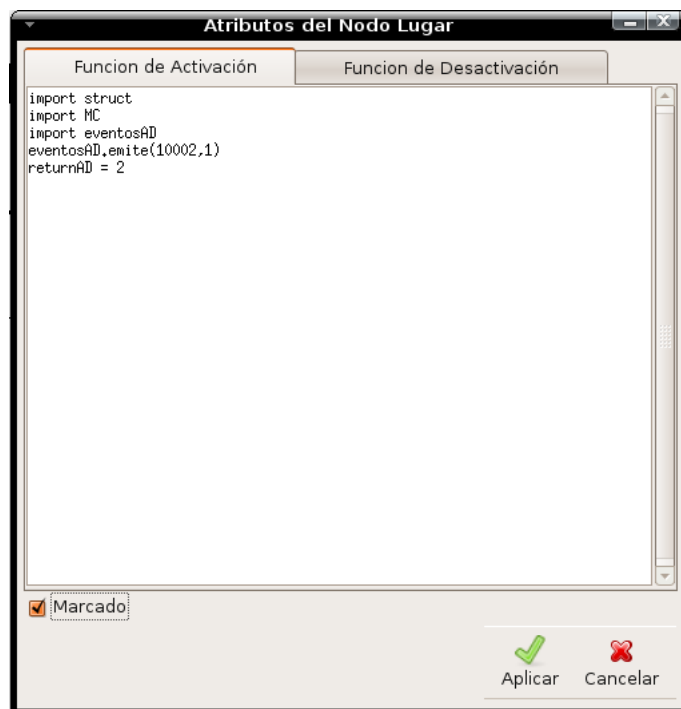 Atributos del Nodo Lugar
Funcion de Activación
Funcion de Desactivación
import struct
import MC
import eventosAD
eventosAD.emite(10002,1)
returnAD = 2
Marcado
Aplicar
Cancelar